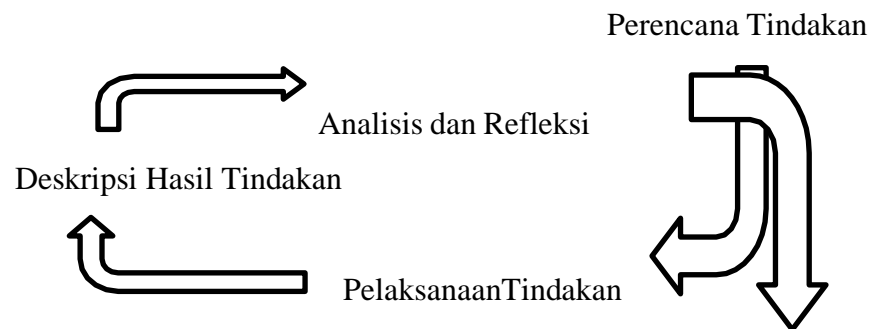 Perencana Tindakan
Analisis dan Refleksi
Deskripsi Hasil Tindakan
PelaksanaanTindakan